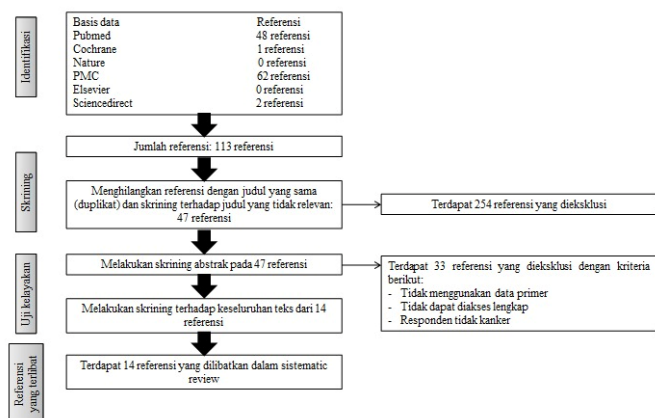 Identifikasi
Basis data Referensi
Pubmed 48 referensi
Cochrane 1 referensi
Nature 0 referensi
PMC 62 referensi
Elsevier 0 referensi
Sciencedirect 2 referensi
Jumlah referensi: 113 referensi
Skrining
Menghilangkan referensi dengan judul yang sama
(duplikat) dan skrining terhadap judul yang tidak relevan:
47 referensi
Terdapat 254 referensi yang dieksklusi
Uji kelayakan
Melakukan skrining abstrak pada 47 referensi
Terdapat 33 referensi yang dieksklusi dengan kriteria
berikut:
- Tidak menggunakan data primer
- Tidak dapat diakses lengkap
- Responden tidak kanker
Melakukan skrining terhadap keseluruhan teks dari 14
referensi
Referensi
yang terlibat
Terdapat 14 referensi yang dilibatkan dalam sistematic
review